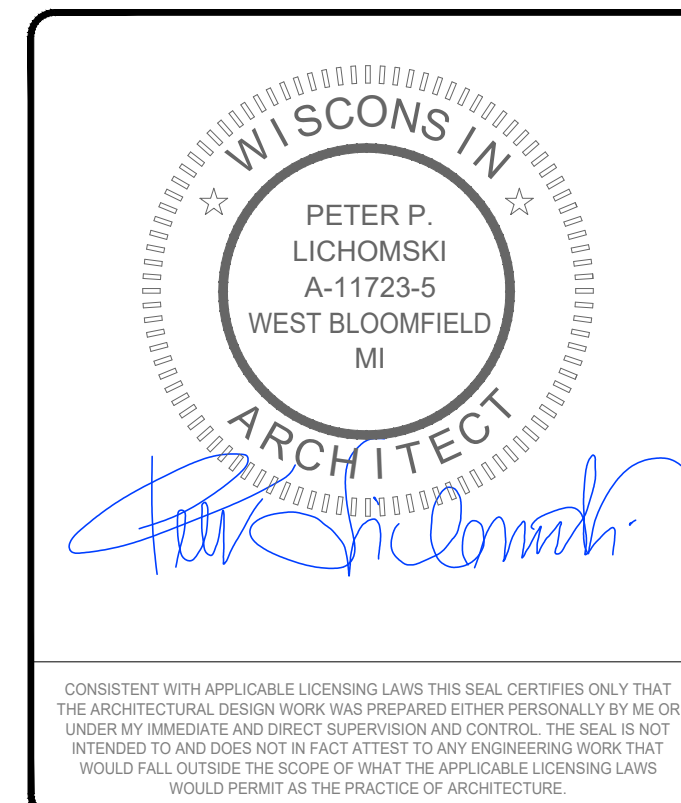 WISCONSIN
PETER P.
LICHOMSKI
A-11723-5
WEST BLOOMFIELD
MI
ARCHITECT
Peter Lichomski
CONSISTENT WITH APPLICABLE LICENSING LAWS THIS SEAL CERTIFIES ONLY THAT
THE ARCHITECTURAL DESIGN WORK WAS PREPARED EITHER PERSONALLY BY ME OR
UNDER MY IMMEDIATE AND DIRECT SUPERVISION AND CONTROL. THE SEAL IS NOT
INTENDED TO AND DOES NOT IN FACT ATTEST TO ANY ENGINEERING WORK THAT
WOULD FALL OUTSIDE THE SCOPE OF WHAT THE APPLICABLE LICENSING LAWS
WOULD PERMIT AS THE PRACTICE OF ARCHITECTURE.